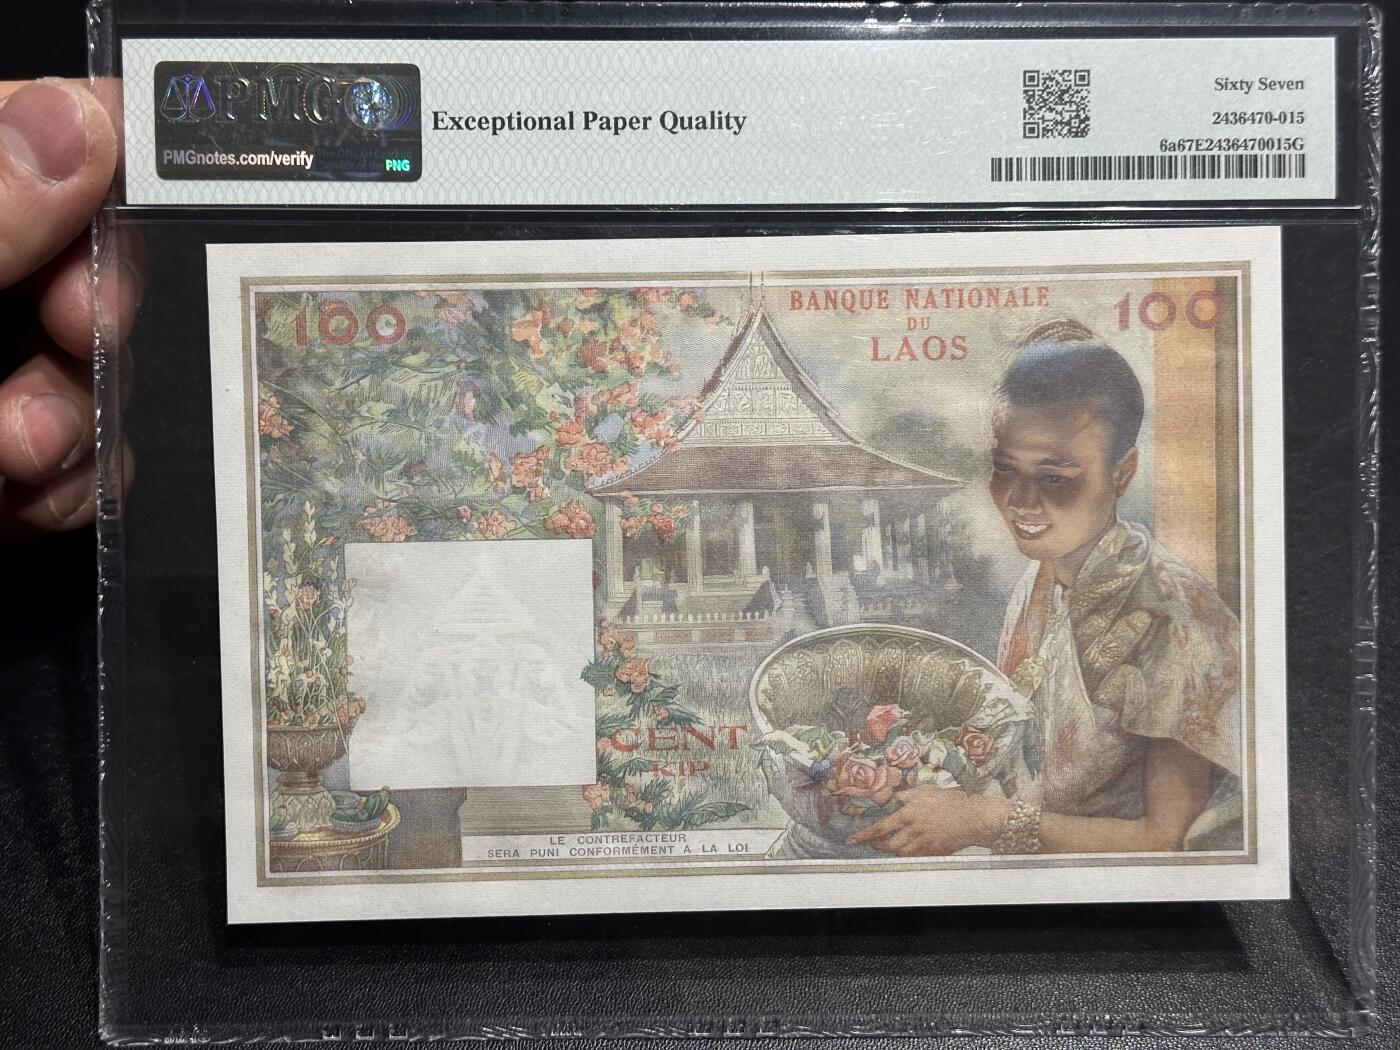 PMG
PMGnotes.com/verify
PNG
Exceptional Paper Quality
Sixty Seven
2436470-015
6a67E2436470015G
100
BANQUE NATIONALE
DU
LAOS
100
CENT
KIP
LE CONTREFACTEUR
SERA PUNI CONFORMÉMENT A LA LOI